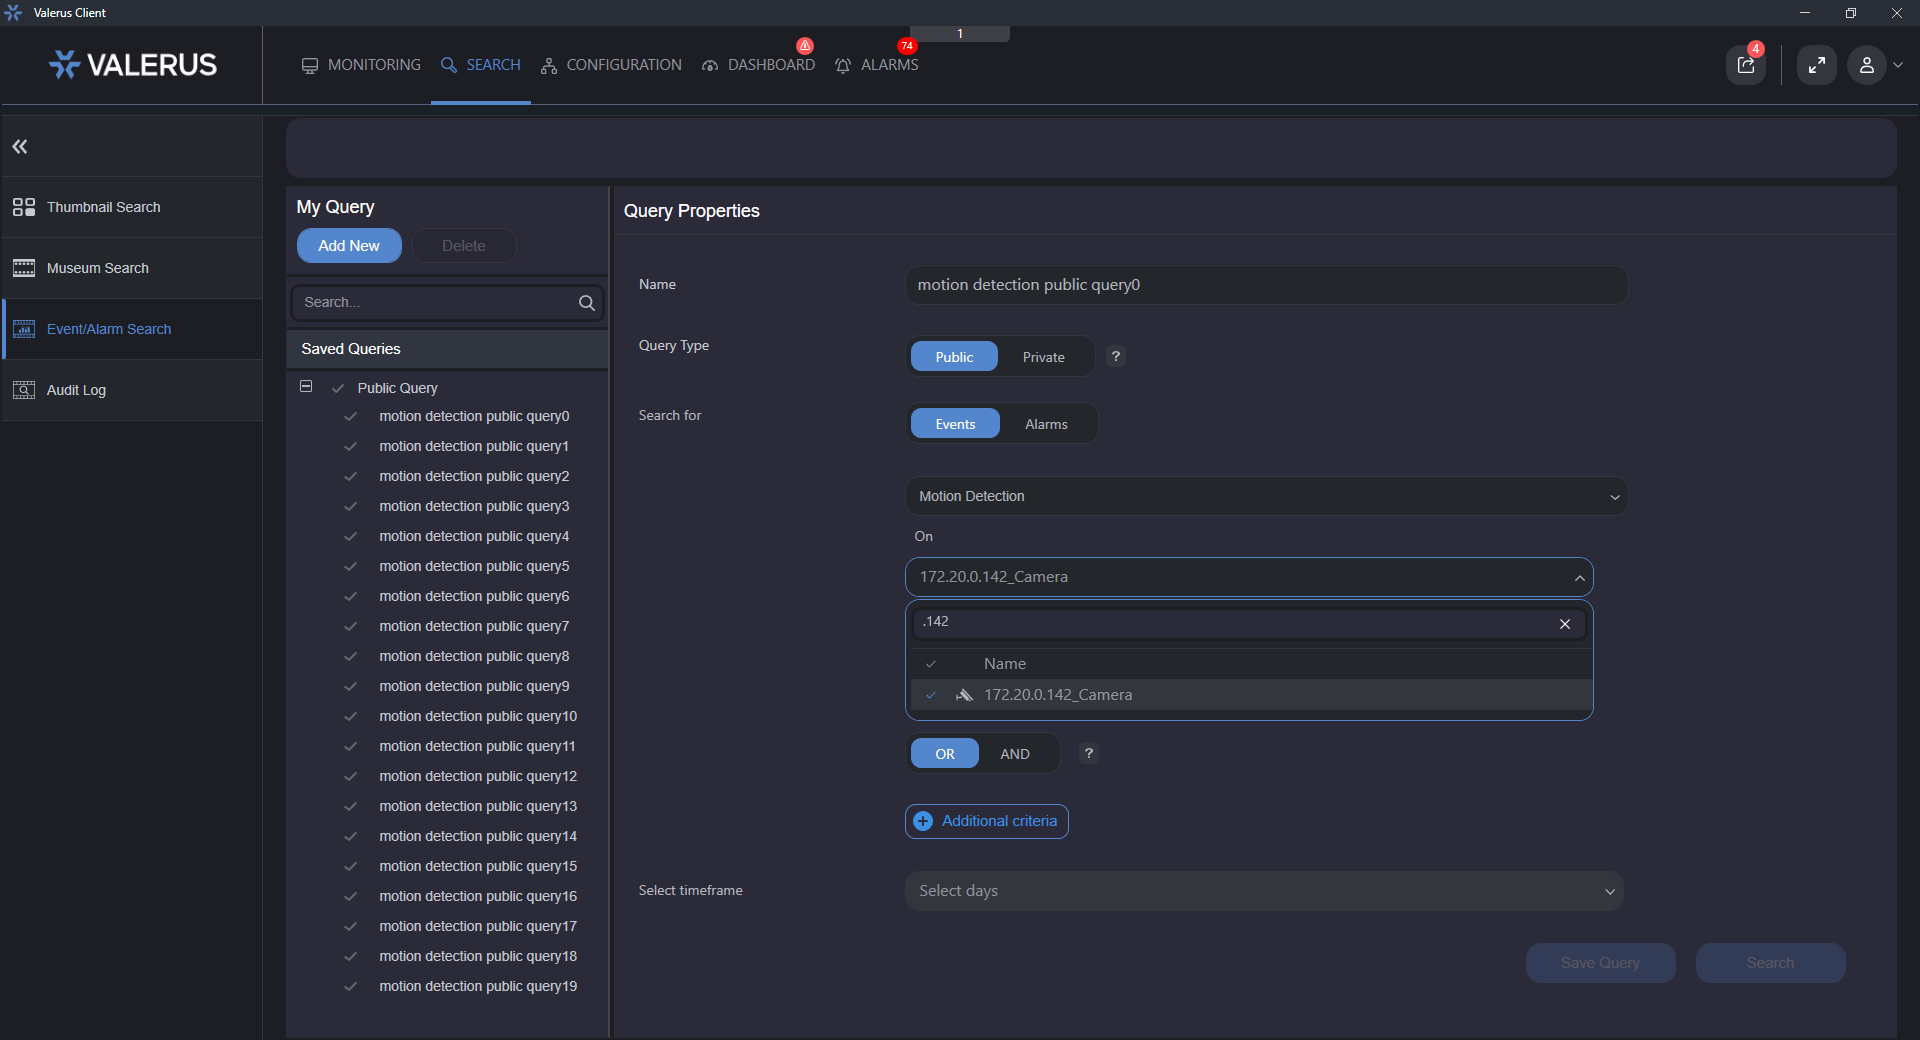 Valerus Client
VALERUS
MONITORING
SEARCH
CONFIGURATION
DASHBOARD
74
ALARMS
1
4
Thumbnail Search
Museum Search
Event/Alarm Search
Audit Log
My Query
Add New
Delete
Search...
Saved Queries
Public Query
motion detection public query0
motion detection public query1
motion detection public query2
motion detection public query3
motion detection public query4
motion detection public query5
motion detection public query6
motion detection public query7
motion detection public query8
motion detection public query9
motion detection public query10
motion detection public query11
motion detection public query12
motion detection public query13
motion detection public query14
motion detection public query15
motion detection public query16
motion detection public query17
motion detection public query18
motion detection public query19
Query Properties
Name
motion detection public query0
Query Type
Public
Private
?
Search for
Events
Alarms
Motion Detection
On
172.20.0.142_Camera
.142
Name
172.20.0.142_Camera
OR
AND
?
Additional criteria
Select timeframe
Select days
Save Query
Search